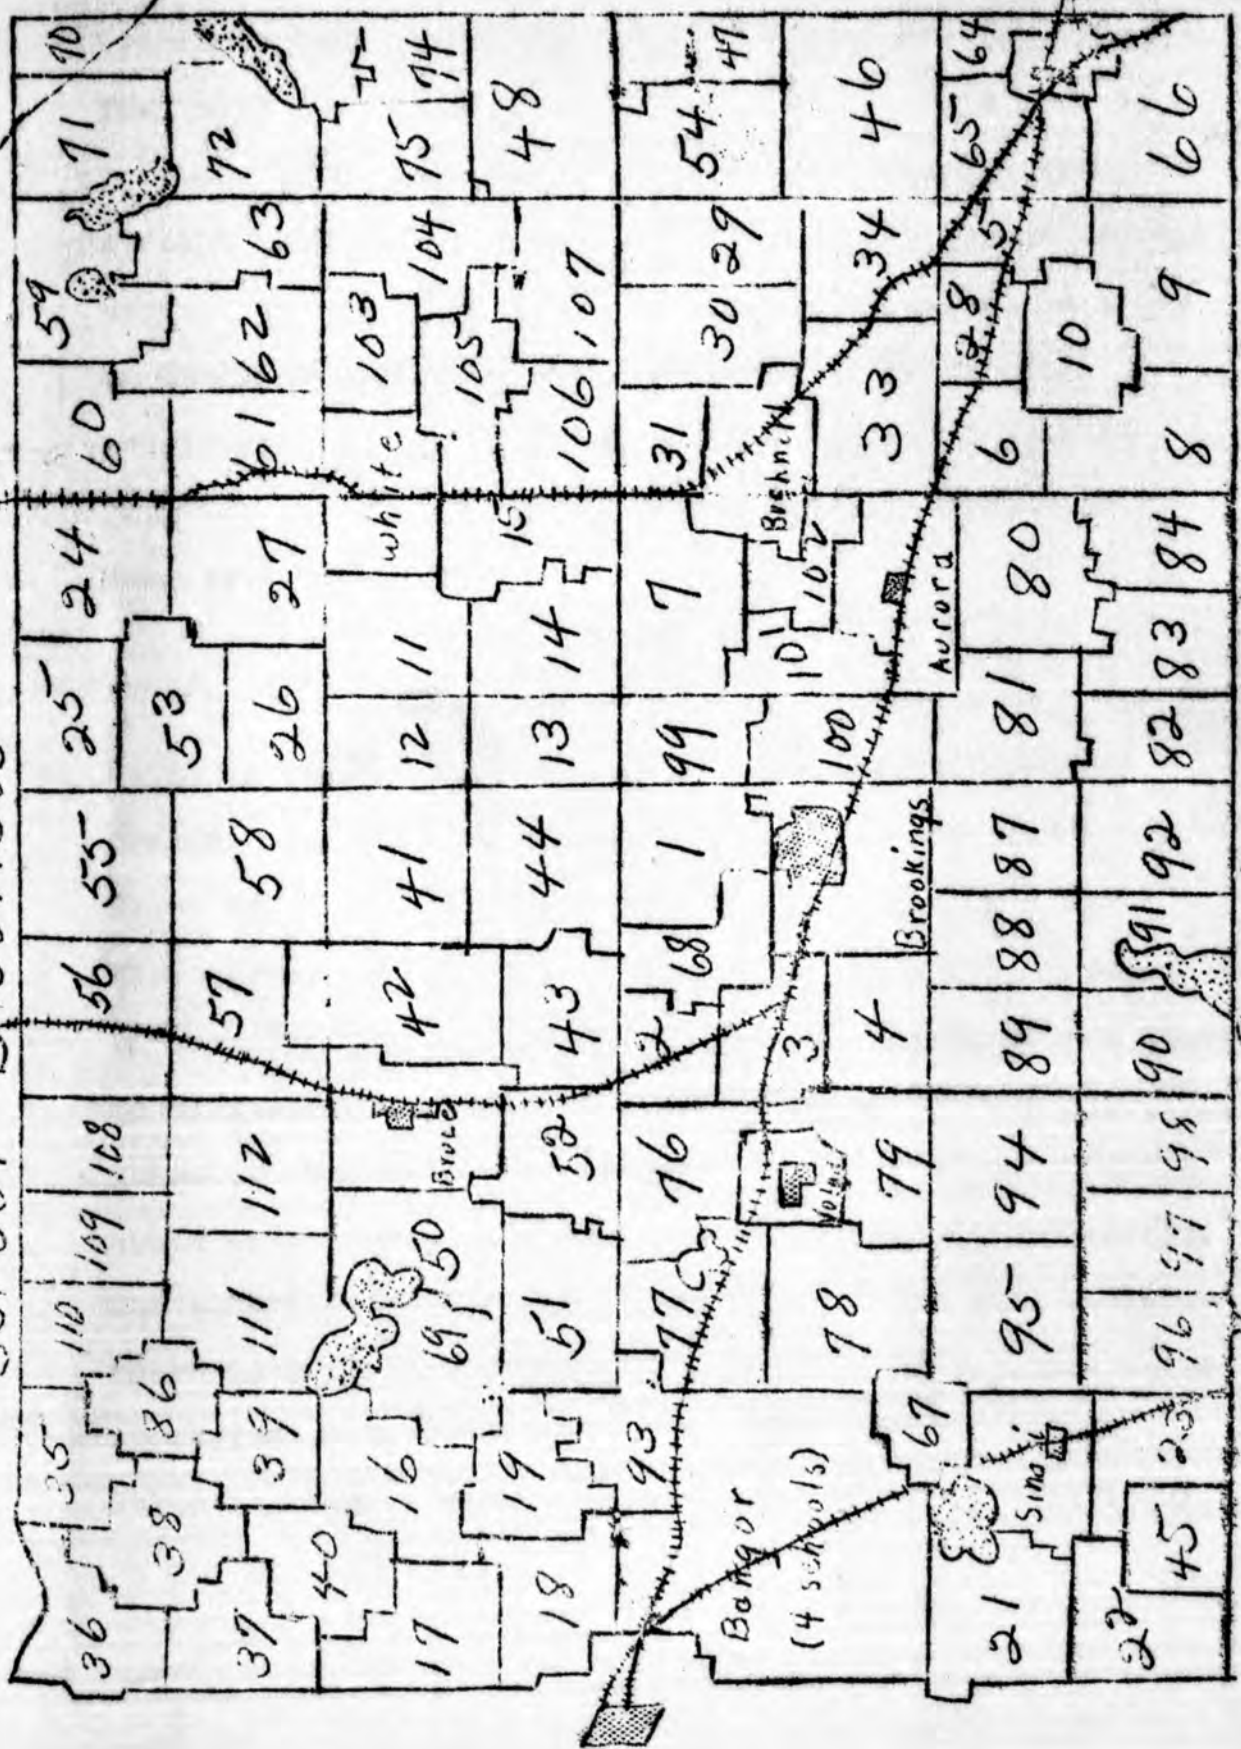 36 35 110 109 108 56 55 25 24 60 59 71 70
38 86 53
37 39 111 112 57 58 26 27 61 62 63 72
40 16 69 50 Bruce 42 41 12 11 White 103 104 75 74
17 19 15 105
18 51 52 43 44 13 14 106 107 48
93 77 76 2 68 1 99 7 31 30 29 54 47
Bangor 3 101 102 Bushnell
(4 schools) 78 Volga 79 4 100 33 34 46
67 Brookings Aurora 28 5 65 64
21 Sinai 95 94 89 88 87 81 80 6 10
22 45 23 96 97 98 90 91 92 82 83 84 8 9 66